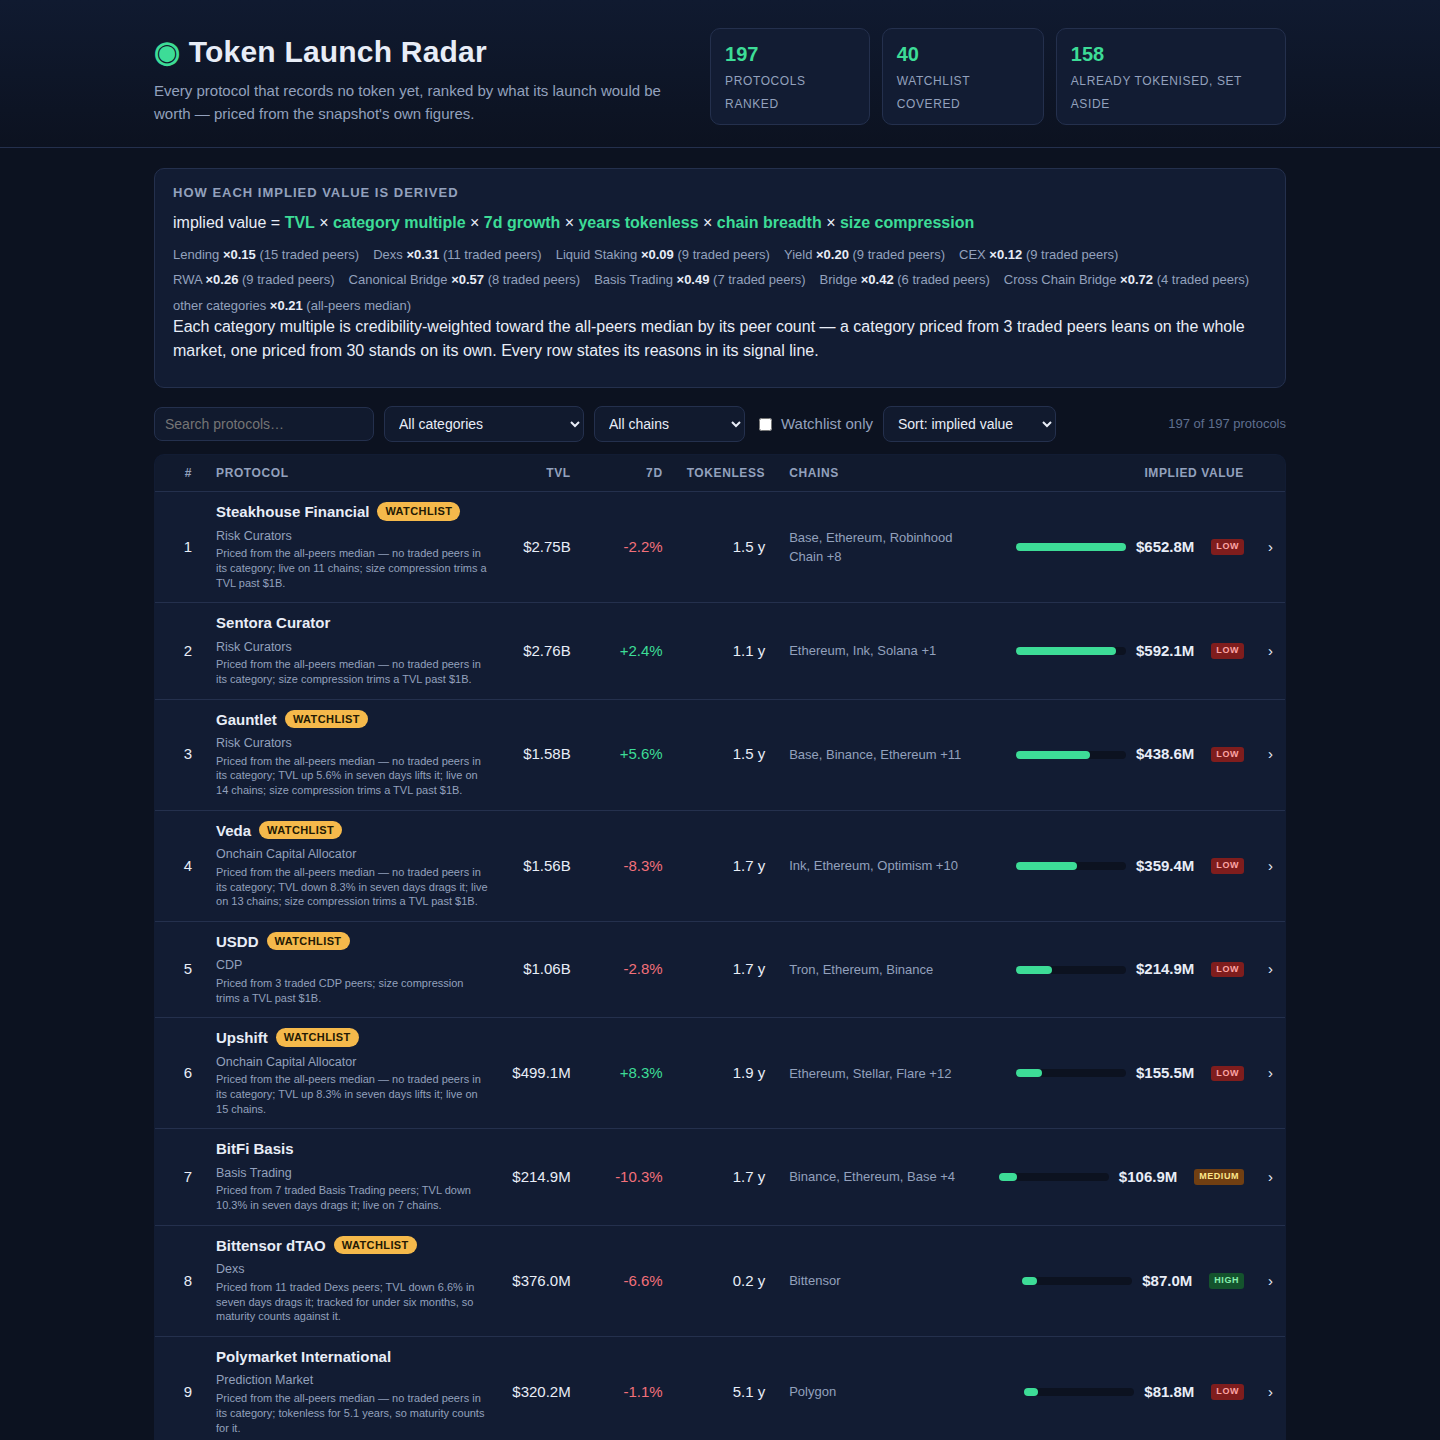 ◉ Token Launch Radar
Every protocol that records no token yet, ranked by what its launch would be
worth — priced from the snapshot's own figures.
197
PROTOCOLS
RANKED
40
WATCHLIST
COVERED
158
ALREADY TOKENISED, SET
ASIDE
HOW EACH IMPLIED VALUE IS DERIVED
implied value = TVL × category multiple × 7d growth × years tokenless × chain breadth × size compression
Lending ×0.15 (15 traded peers) Dexs ×0.31 (11 traded peers) Liquid Staking ×0.09 (9 traded peers) Yield ×0.20 (9 traded peers) CEX ×0.12 (9 traded peers)
RWA ×0.26 (9 traded peers) Canonical Bridge ×0.57 (8 traded peers) Basis Trading ×0.49 (7 traded peers) Bridge ×0.42 (6 traded peers) Cross Chain Bridge ×0.72 (4 traded peers)
other categories ×0.21 (all-peers median)
Each category multiple is credibility-weighted toward the all-peers median by its peer count — a category priced from 3 traded peers leans on the whole
market, one priced from 30 stands on its own. Every row states its reasons in its signal line.
Search protocols… All categories All chains Watchlist only Sort: implied value 197 of 197 protocols
# PROTOCOL TVL 7D TOKENLESS CHAINS IMPLIED VALUE
Steakhouse Financial WATCHLIST
Risk Curators
Priced from the all-peers median — no traded peers in
its category; live on 11 chains; size compression trims a
TVL past $1B.
1 $2.75B -2.2% 1.5 y
Base, Ethereum, Robinhood
Chain +8
$652.8M LOW ›
Sentora Curator
Risk Curators
Priced from the all-peers median — no traded peers in
its category; size compression trims a TVL past $1B.
2 $2.76B +2.4% 1.1 y Ethereum, Ink, Solana +1 $592.1M LOW ›
Gauntlet WATCHLIST
Risk Curators
Priced from the all-peers median — no traded peers in
its category; TVL up 5.6% in seven days lifts it; live on
14 chains; size compression trims a TVL past $1B.
3 $1.58B +5.6% 1.5 y Base, Binance, Ethereum +11 $438.6M LOW ›
Veda WATCHLIST
Onchain Capital Allocator
Priced from the all-peers median — no traded peers in
its category; TVL down 8.3% in seven days drags it; live
on 13 chains; size compression trims a TVL past $1B.
4 $1.56B -8.3% 1.7 y Ink, Ethereum, Optimism +10 $359.4M LOW ›
USDD WATCHLIST
CDP
Priced from 3 traded CDP peers; size compression
trims a TVL past $1B.
5 $1.06B -2.8% 1.7 y Tron, Ethereum, Binance $214.9M LOW ›
Upshift WATCHLIST
Onchain Capital Allocator
Priced from the all-peers median — no traded peers in
its category; TVL up 8.3% in seven days lifts it; live on
15 chains.
6 $499.1M +8.3% 1.9 y Ethereum, Stellar, Flare +12 $155.5M LOW ›
BitFi Basis
Basis Trading
Priced from 7 traded Basis Trading peers; TVL down
10.3% in seven days drags it; live on 7 chains.
7 $214.9M -10.3% 1.7 y Binance, Ethereum, Base +4 $106.9M MEDIUM ›
Bittensor dTAO WATCHLIST
Dexs
Priced from 11 traded Dexs peers; TVL down 6.6% in
seven days drags it; tracked for under six months, so
maturity counts against it.
8 $376.0M -6.6% 0.2 y Bittensor $87.0M HIGH ›
Polymarket International
Prediction Market
Priced from the all-peers median — no traded peers in
its category; tokenless for 5.1 years, so maturity counts
for it.
9 $320.2M -1.1% 5.1 y Polygon $81.8M LOW ›